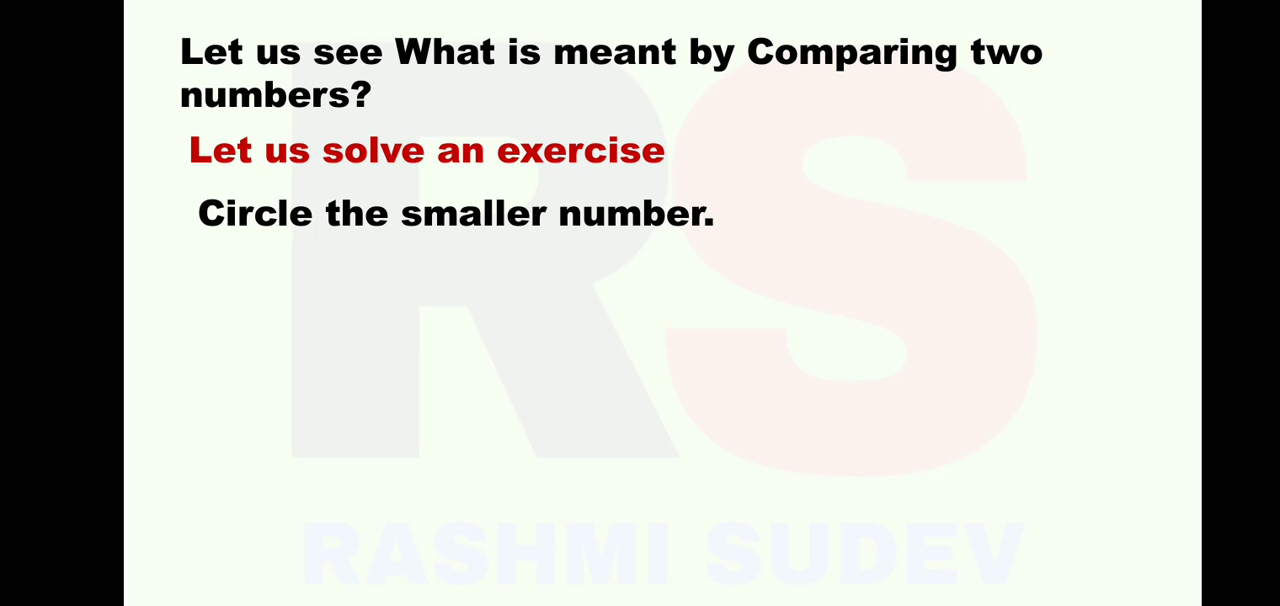 Let us see What is meant by Comparing two
numbers?
Let us solve an exercise
Circle the smaller number.
RS
RASHMI SUDEV